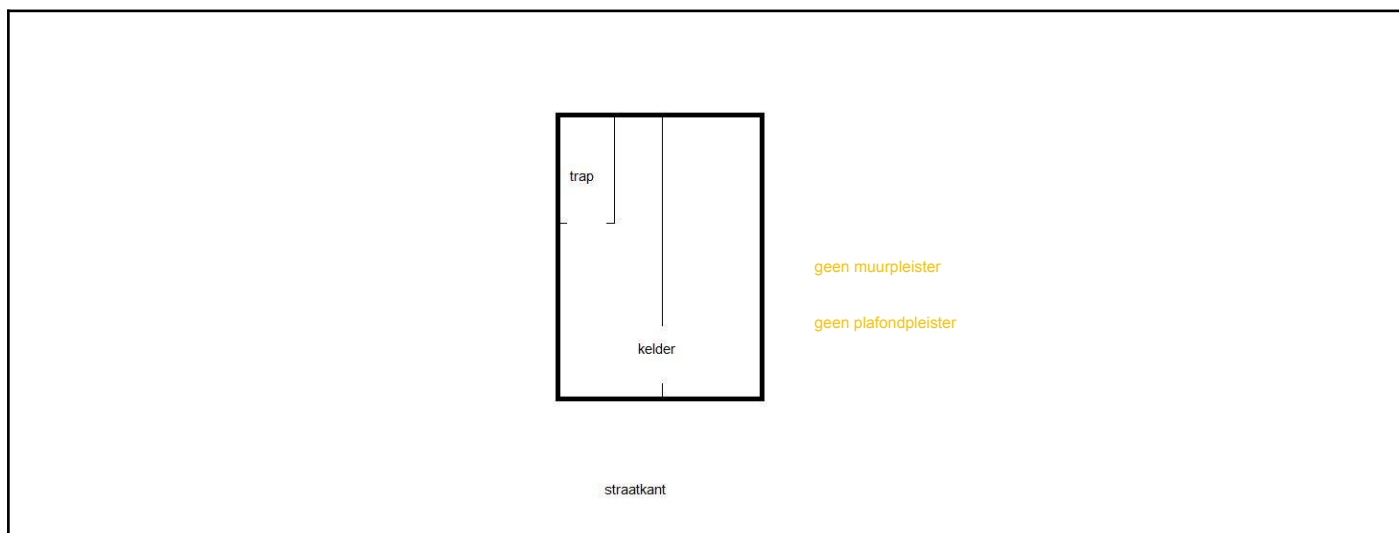 trap
geen muurpleister
geen plafondpleister
kelder
straatkant